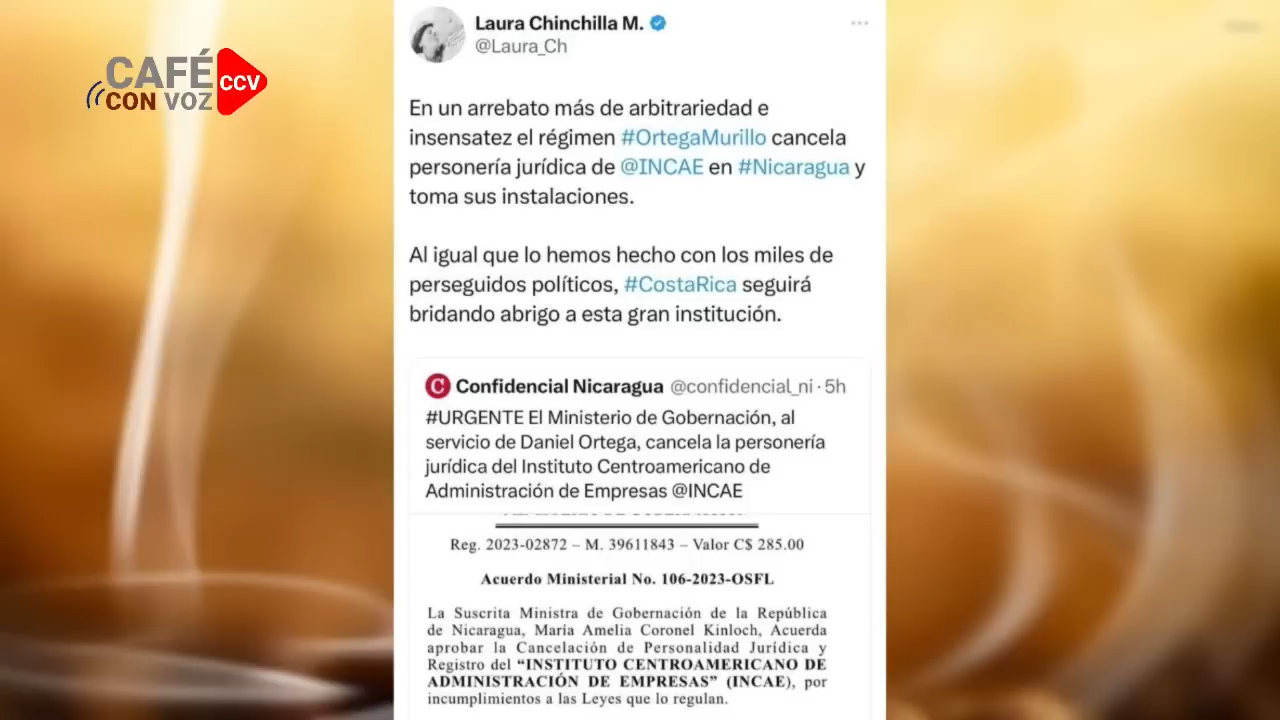 CAFÉ
CON VOZ
CCV
Laura Chinchilla M.
@Laura_Ch
En un arrebato más de arbitrariedad e
insensatez el régimen #OrtegaMurillo cancela
personería jurídica de @INCAE en #Nicaragua y
toma sus instalaciones.
Al igual que lo hemos hecho con los miles de
perseguidos políticos, #CostaRica seguirá
bridando abrigo a esta gran institución.
Confidencial Nicaragua @confidencial_ni · 5h
#URGENTE El Ministerio de Gobernación, al
servicio de Daniel Ortega, cancela la personería
jurídica del Instituto Centroamericano de
Administración de Empresas @INCAE
Reg. 2023-02872 – M. 39611843 – Valor C$ 285.00
Acuerdo Ministerial No. 106-2023-OSFL
La Suscrita Ministra de Gobernación de la República
de Nicaragua, María Amelia Coronel Kinloch, Acuerda
aprobar la Cancelación de Personalidad Jurídica y
Registro del “INSTITUTO CENTROAMERICANO DE
ADMINISTRACIÓN DE EMPRESAS” (INCAE), por
incumplimientos a las Leyes que lo regulan.